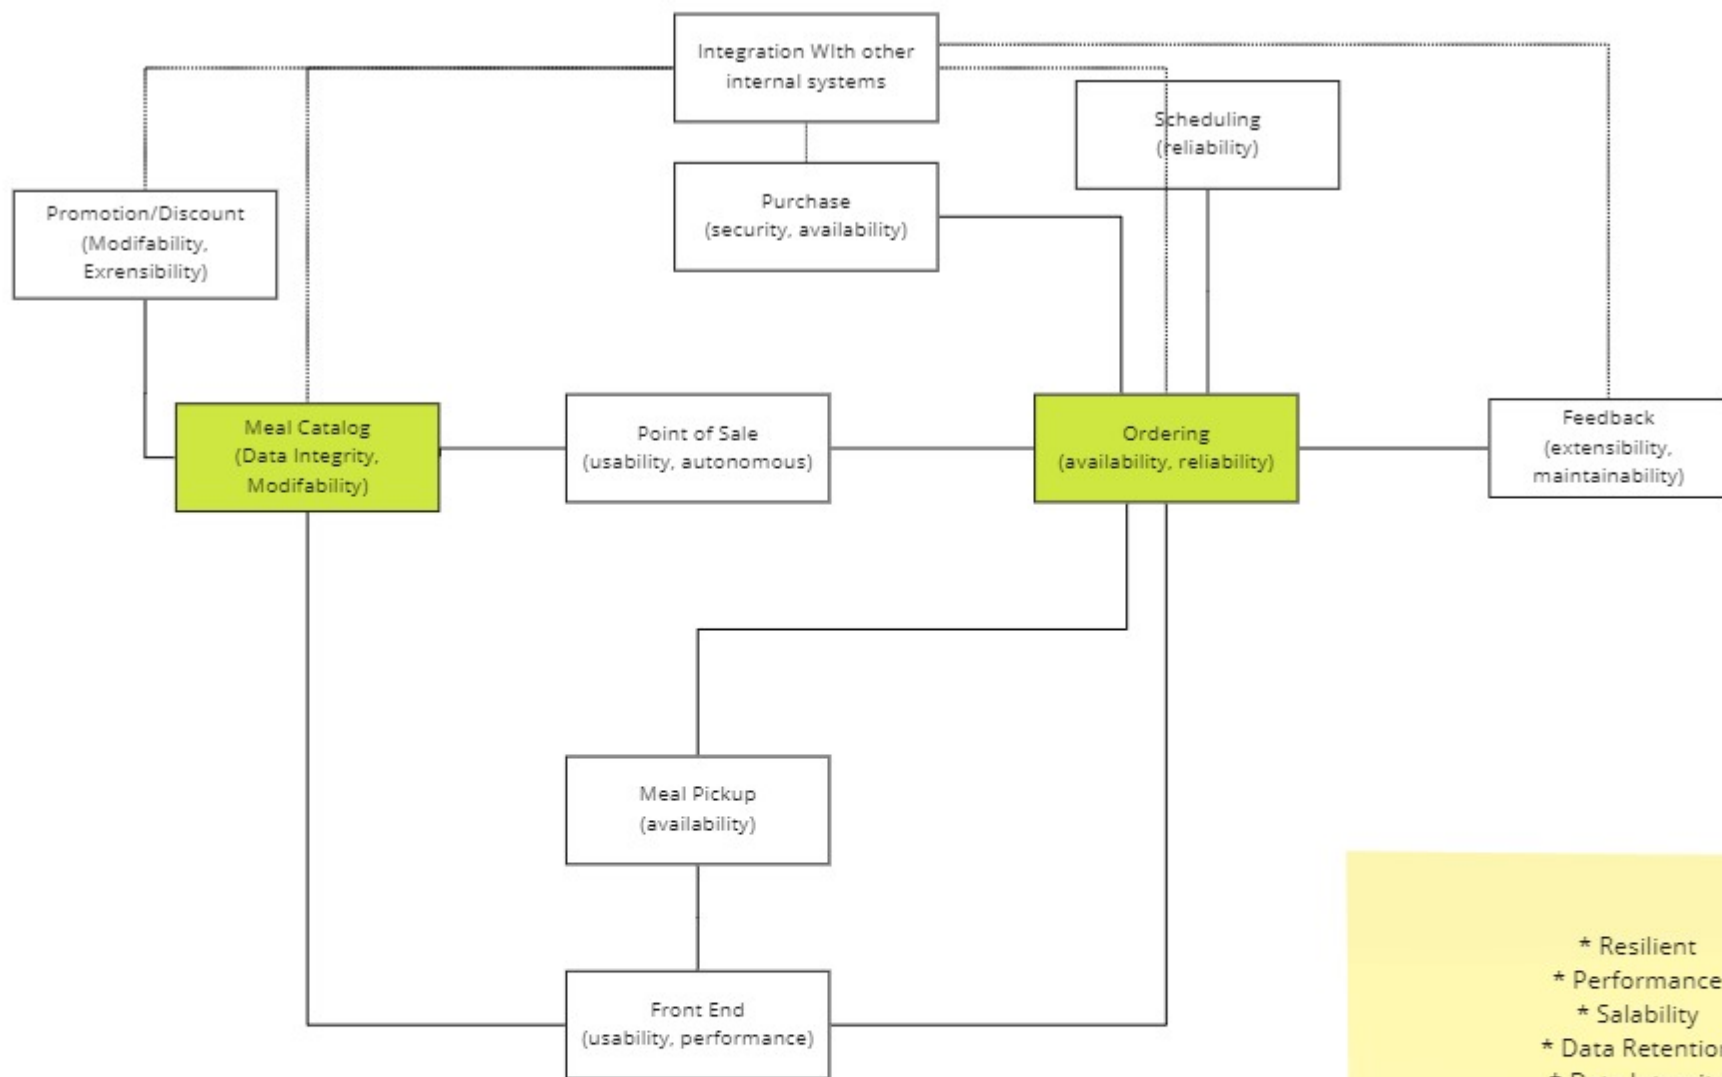 Integration WIth other
internal systems
Scheduling
(reliability)
Purchase
(security, availability)
Promotion/Discount
(Modifability,
Exrensibility)
Meal Catalog
(Data Integrity,
Modifability)
Point of Sale
(usability, autonomous)
Ordering
(availability, reliability)
Feedback
(extensibility,
maintainability)
Meal Pickup
(availability)
Front End
(usability, performance)
* Resilient
* Performance
* Salability
* Data Retention